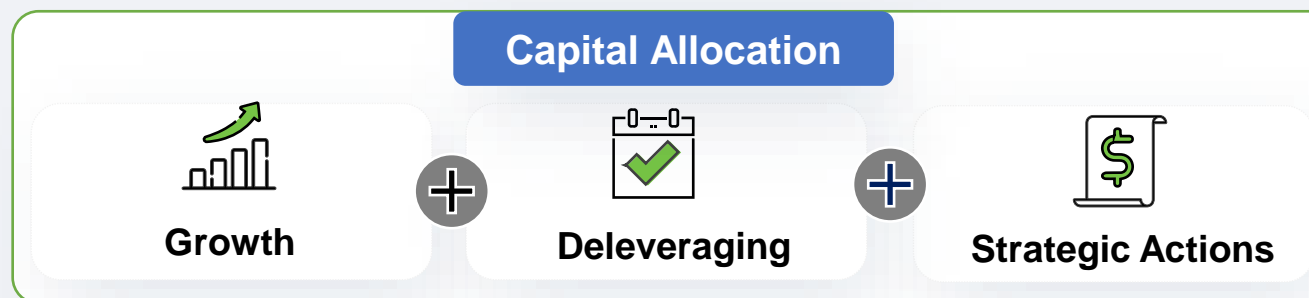 Capital Allocation
Growth
Deleveraging
Strategic Actions